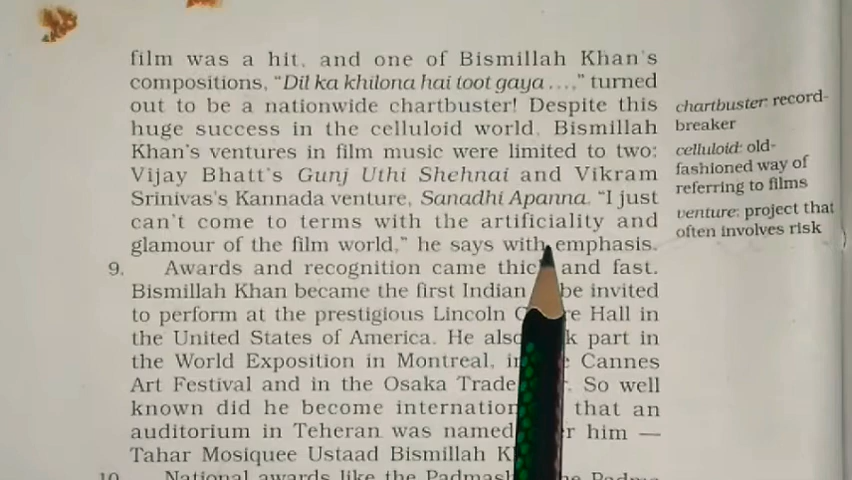 film was a hit, and one of Bismillah Khan's
compositions, "Dil ka khilona hai toot gaya ...," turned
out to be a nationwide chartbuster! Despite this
huge success in the celluloid world, Bismillah
Khan's ventures in film music were limited to two:
Vijay Bhatt's Gunj Uthi Shehnai and Vikram
Srinivas's Kannada venture, Sanadhi Apanna. "I just
can't come to terms with the artificiality and
glamour of the film world," he says with emphasis.
9. Awards and recognition came thick and fast.
Bismillah Khan became the first Indian be invited
to perform at the prestigious Lincoln Hall in
the United States of America. He also part in
the World Exposition in Montreal, Cannes
Art Festival and in the Osaka Trade So well
known did he become that an
auditorium in Teheran was named him —
Tahar Mosiquee Ustaad Bismillah
10. National awards like the
chartbuster: record-
breaker
celluloid: old-
fashioned way of
referring to films
venture: project that
often involves risk